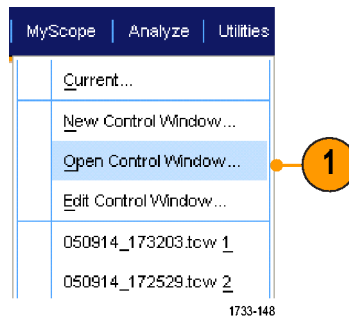 MyScope | Analyze | Utilities
Current...
New Control Window...
Open Control Window...
1
Edit Control Window...
050914_173203.tcw 1
050914_172529.tcw 2
1733-148